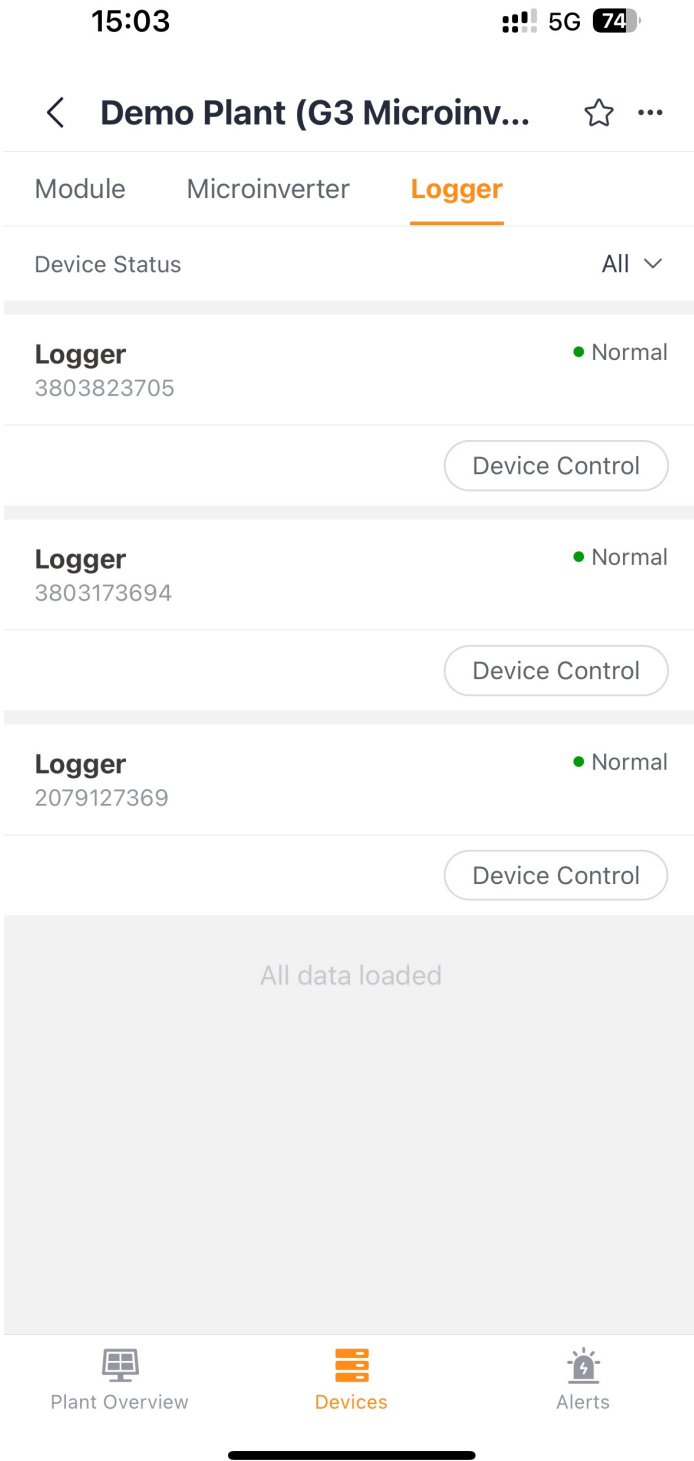 15:03 5G 74
Demo Plant (G3 Microinv...
Module Microinverter Logger
Device Status All
Logger Normal
3803823705
Device Control
Logger Normal
3803173694
Device Control
Logger Normal
2079127369
Device Control
All data loaded
Plant Overview Devices Alerts